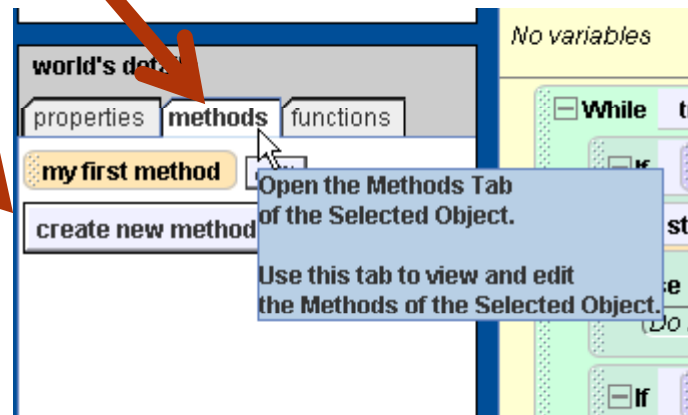 No variables
world's
properties methods functions
While
If
my first method
Open the Methods Tab
of the Selected Object.
create new method
Use this tab to view and edit
the Methods of the Selected Object.
If